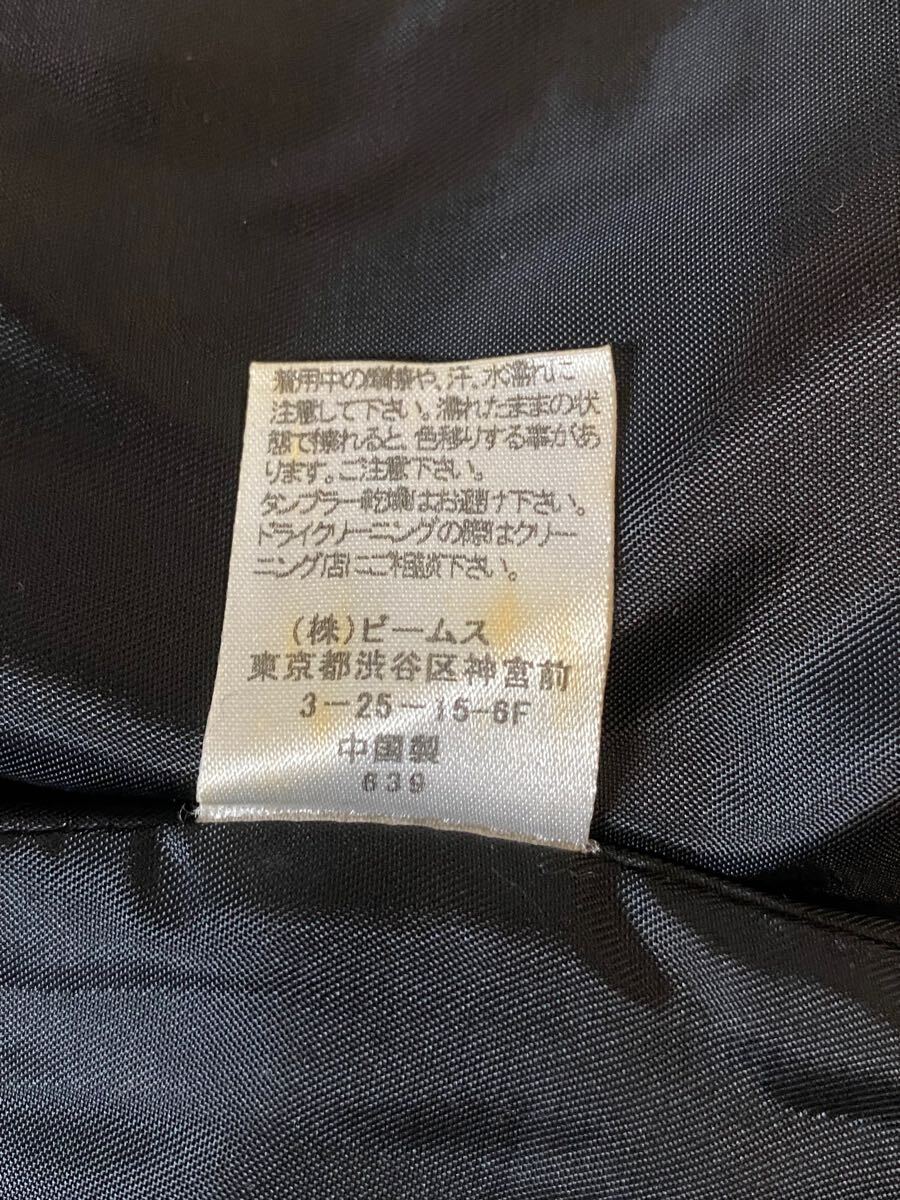 着用中の摩擦や、汗、水濡れに
注意して下さい。濡れたままの状
態で擦れると、色移りする事があ
ります。ご注意下さい。
タンブラー乾燥はお避け下さい。
ドライクリーニングの際はクリー
ニング店にご相談下さい。
(株)ビームス
東京都渋谷区神宮前
3-25-15-6F
中国製
639